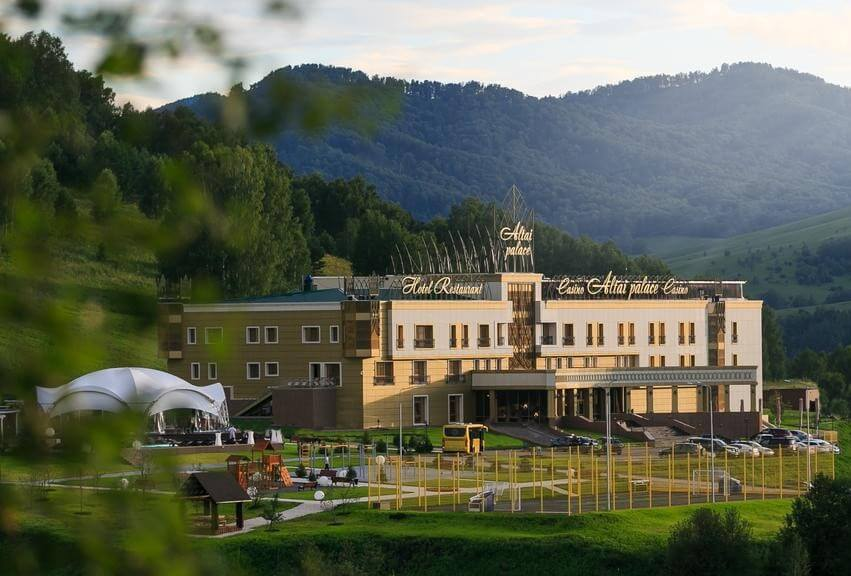 Altai
palace
Hotel Restaurant
Casino Altai palace Casino